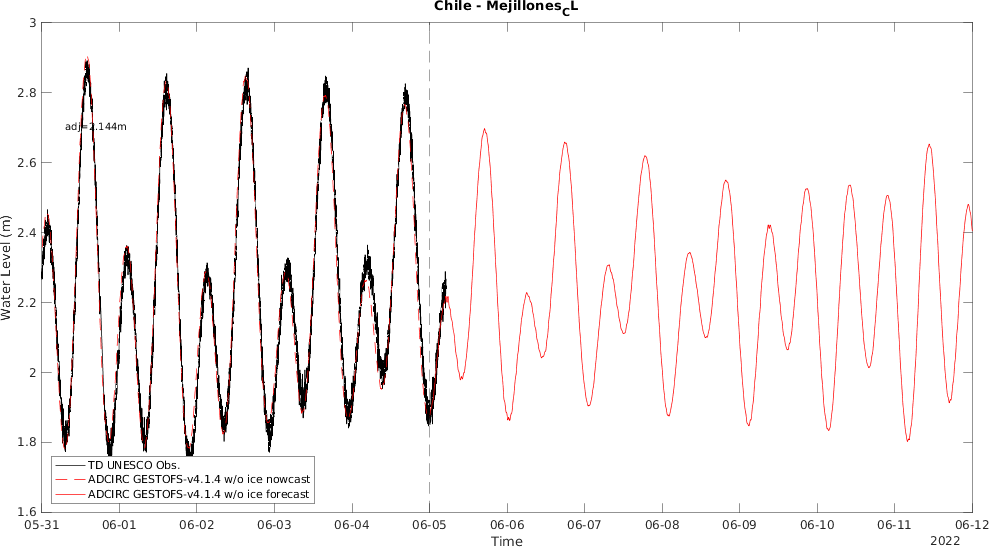 Chile - Mejillones_CL
3
2.8
2.6
2.4
2.2
2
1.8
1.6
Water Level (m)
adj=2.144m
TD UNESCO Obs.
ADCIRC GESTOFS-v4.1.4 w/o ice nowcast
ADCIRC GESTOFS-v4.1.4 w/o ice forecast
05-31 06-01 06-02 06-03 06-04 06-05 06-06 06-07 06-08 06-09 06-10 06-11 06-12
Time
2022